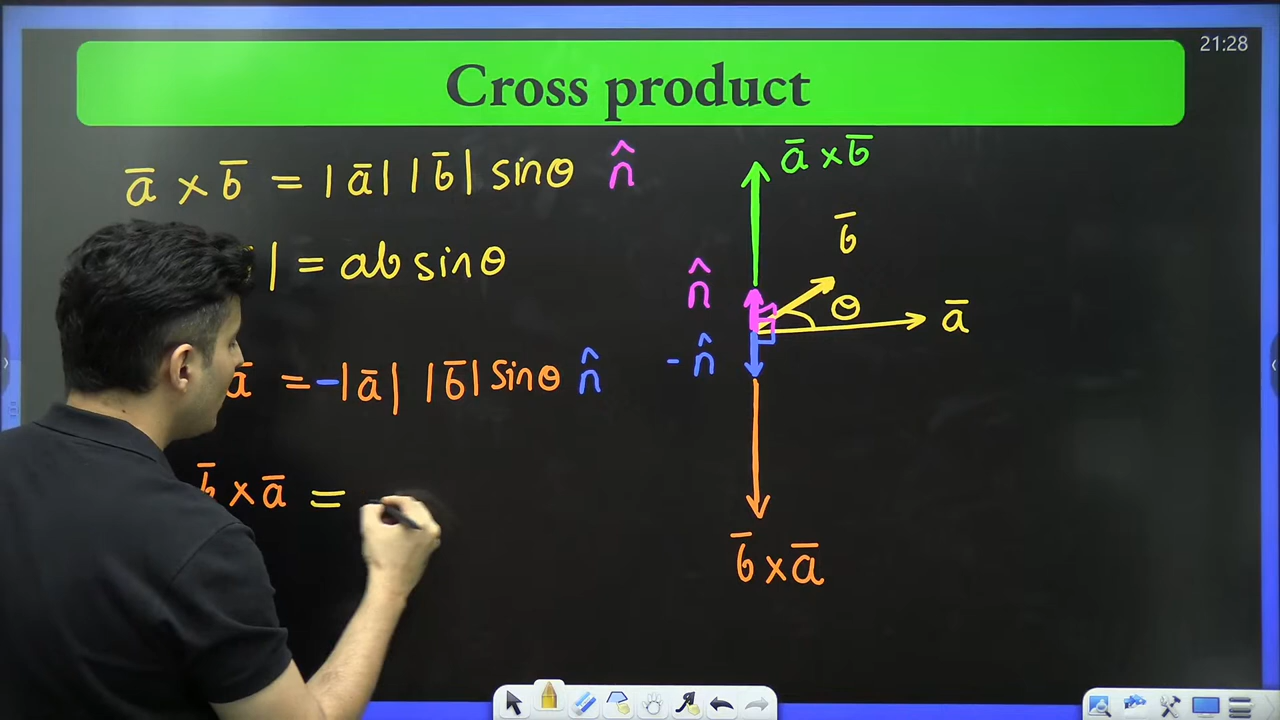 21:28
Cross product
a̅ × b̅ = |a̅| |b̅| sinθ n̂
| = ab sinθ
a̅ = -|a̅| |b̅| sinθ n̂
b̅ × a̅ =
a̅ × b̅
b̅
n̂
θ
a̅
- n̂
b̅ × a̅